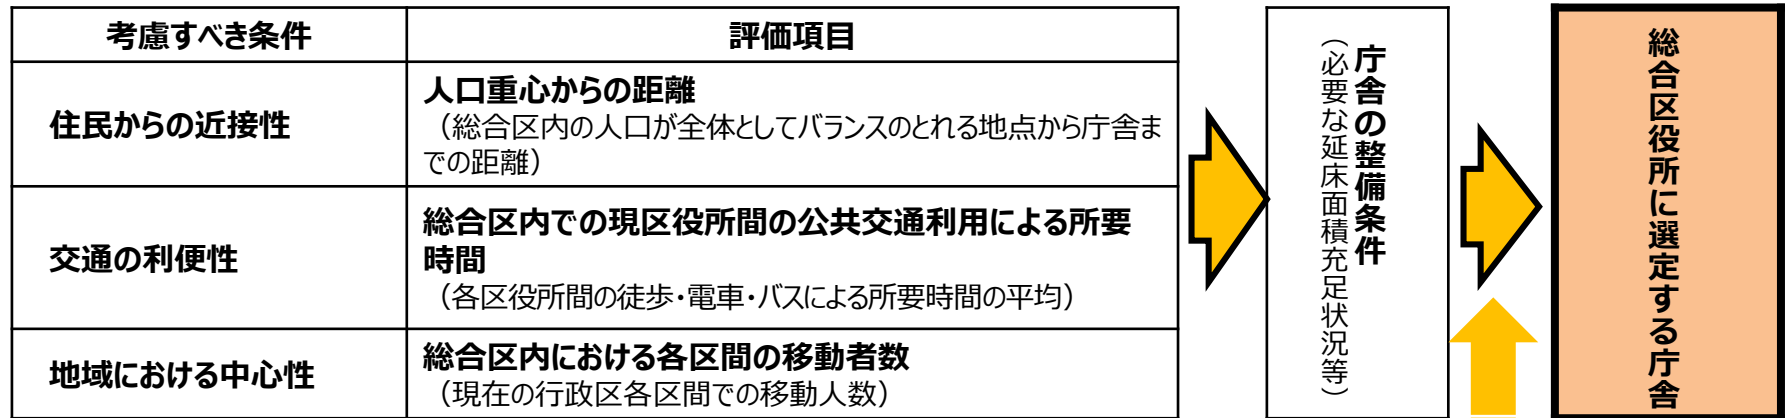 考慮すべき条件
評価項目
住民からの近接性
人口重心からの距離
（総合区内の人口が全体としてバランスのとれる地点から庁舎ま
での距離）
交通の利便性
総合区内での現区役所間の公共交通利用による所要
時間
（各区役所間の徒歩・電車・バスによる所要時間の平均）
地域における中心性
総合区内における各区間の移動者数
（現在の行政区各区間での移動人数）
庁舎の整備条件
（必要な延床面積充足状況等）
総合区役所に選定する庁舎